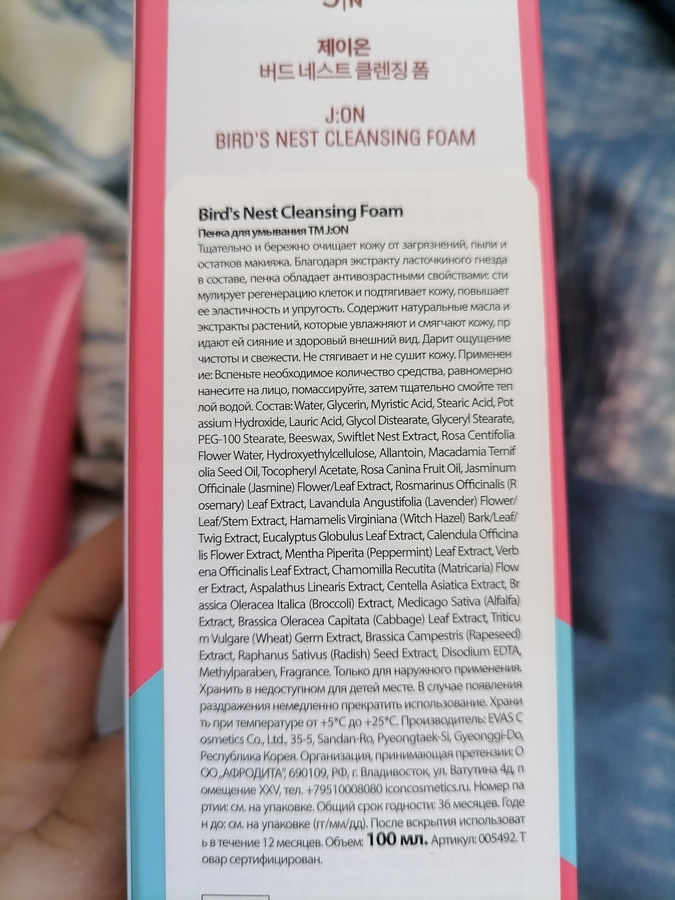 제이온
버드 네스트 클렌징 폼
J:ON
BIRD'S NEST CLEANSING FOAM
Bird's Nest Cleansing Foam
Пенка для умывания ТМ J:ON
Тщательно и бережно очищает кожу от загрязнений, пыли и
остатков макияжа. Благодаря экстракту ласточкиного гнезда
в составе, пенка обладает антивозрастными свойствами: сти
мулирует регенерацию клеток и подтягивает кожу, повышает
ее эластичность и упругость. Содержит натуральные масла и
экстракты растений, которые увлажняют и смягчают кожу, пр
идают ей сияние и здоровый внешний вид. Дарит ощущение
чистоты и свежести. Не стягивает и не сушит кожу. Применен
ие: Вспеньте необходимое количество средства, равномерно
нанесите на лицо, помассируйте, затем тщательно смойте теп
лой водой. Состав: Water, Glycerin, Myristic Acid, Stearic Acid, Pot
assium Hydroxide, Lauric Acid, Glycol Distearate, Glyceryl Stearate,
PEG-100 Stearate, Beeswax, Swiftlet Nest Extract, Rosa Centifolia
Flower Water, Hydroxyethylcellulose, Allantoin, Macadamia Ternif
olia Seed Oil, Tocopheryl Acetate, Rosa Canina Fruit Oil, Jasminum
Officinale (Jasmine) Flower/Leaf Extract, Rosmarinus Officinalis (R
osemary) Leaf Extract, Lavandula Angustifolia (Lavender) Flower/
Leaf/Stem Extract, Hamamelis Virginiana (Witch Hazel) Bark/Leaf/
Twig Extract, Eucalyptus Globulus Leaf Extract, Calendula Officina
lis Flower Extract, Mentha Piperita (Peppermint) Leaf Extract, Verb
ena Officinalis Leaf Extract, Chamomilla Recutita (Matricaria) Flow
er Extract, Aspalathus Linearis Extract, Centella Asiatica Extract, Br
assica Oleracea Italica (Broccoli) Extract, Medicago Sativa (Alfalfa)
Extract, Brassica Oleracea Capitata (Cabbage) Leaf Extract, Triticu
m Vulgare (Wheat) Germ Extract, Brassica Campestris (Rapeseed)
Extract, Raphanus Sativus (Radish) Seed Extract, Disodium EDTA,
Methylparaben, Fragrance. Только для наружного применения.
Хранить в недоступном для детей месте. В случае появления
раздражения немедленно прекратить использование. Храни
ть при температуре от +5°C до +25°C. Производитель: EVAS C
osmetics Co., Ltd., 35-5, Sandan-Ro, Pyeongtaek-Si, Gyeonggi-Do,
Республика Корея. Организация, принимающая претензии: О
ОО „АФРОДИТА", 690109, РФ, г. Владивосток, ул. Ватутина 4д, п
омещение XXV, тел. +79510008080 iconcosmetics.ru. Номер па
ртии: см. на упаковке. Общий срок годности: 36 месяцев. Годе
н до: см. на упаковке (гг/мм/дд). После вскрытия использоват
ь в течение 12 месяцев. Объем: 100 мл. Артикул: 005492. Т
овар сертифицирован.